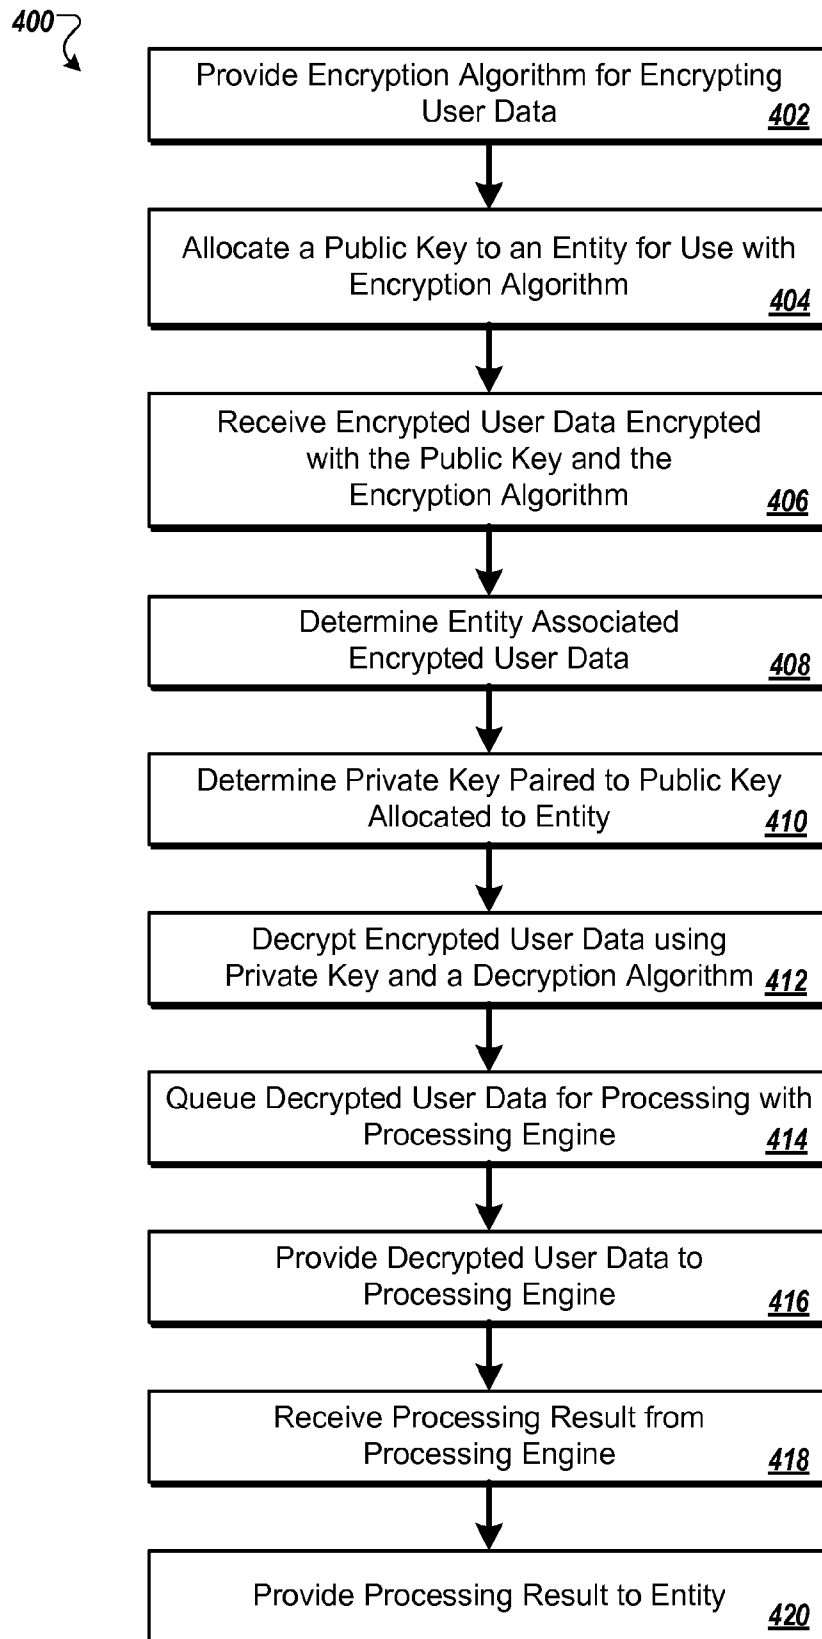 400
Provide Encryption Algorithm for Encrypting
User Data
402
Allocate a Public Key to an Entity for Use with
Encryption Algorithm
404
Receive Encrypted User Data Encrypted
with the Public Key and the
Encryption Algorithm
406
Determine Entity Associated
Encrypted User Data
408
Determine Private Key Paired to Public Key
Allocated to Entity
410
Decrypt Encrypted User Data using
Private Key and a Decryption Algorithm 412
Queue Decrypted User Data for Processing with
Processing Engine
414
Provide Decrypted User Data to
Processing Engine
416
Receive Processing Result from
Processing Engine
418
Provide Processing Result to Entity
420